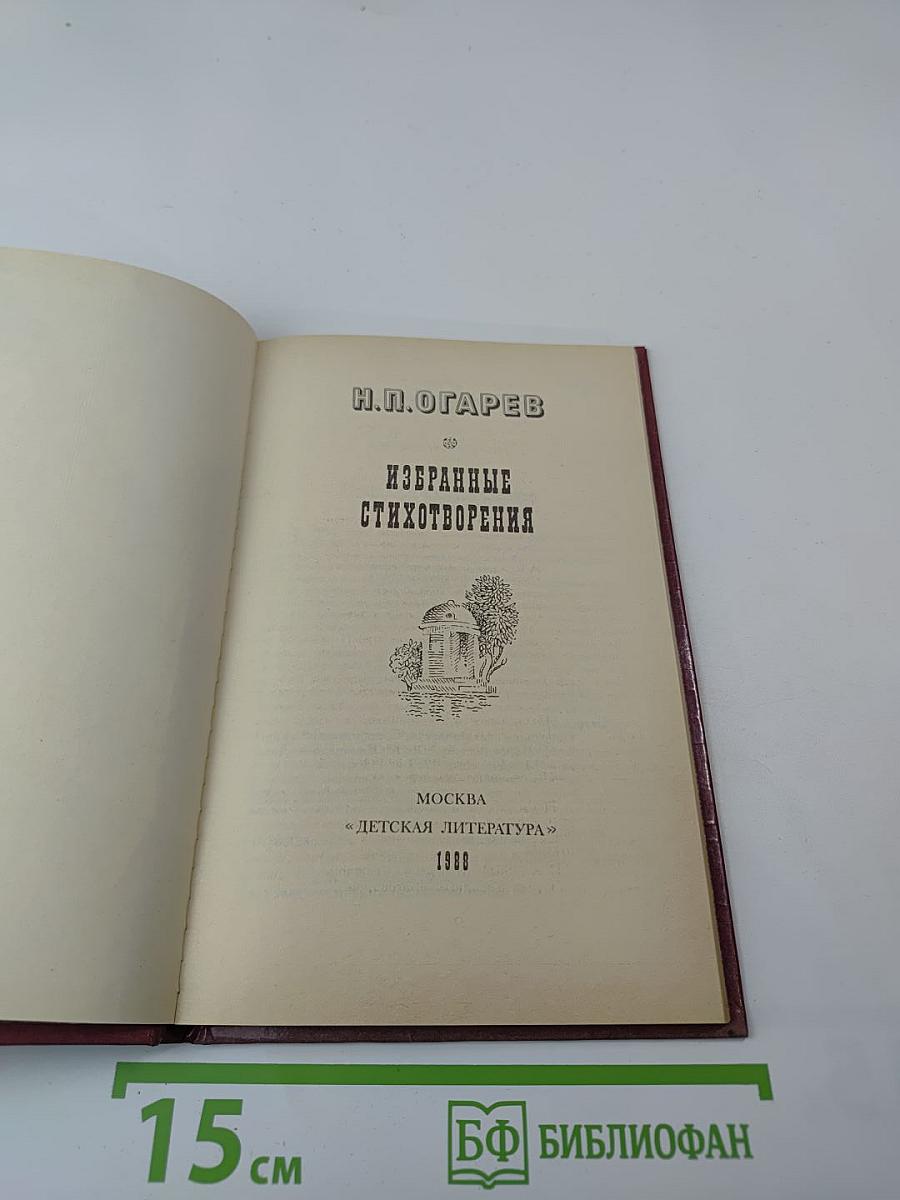 Н.П.ОГАРЕВ
ИЗБРАННЫЕ
СТИХОТВОРЕНИЯ
МОСКВА
«ДЕТСКАЯ ЛИТЕРАТУРА»
1988
15 см
БФ БИБЛИОФАН